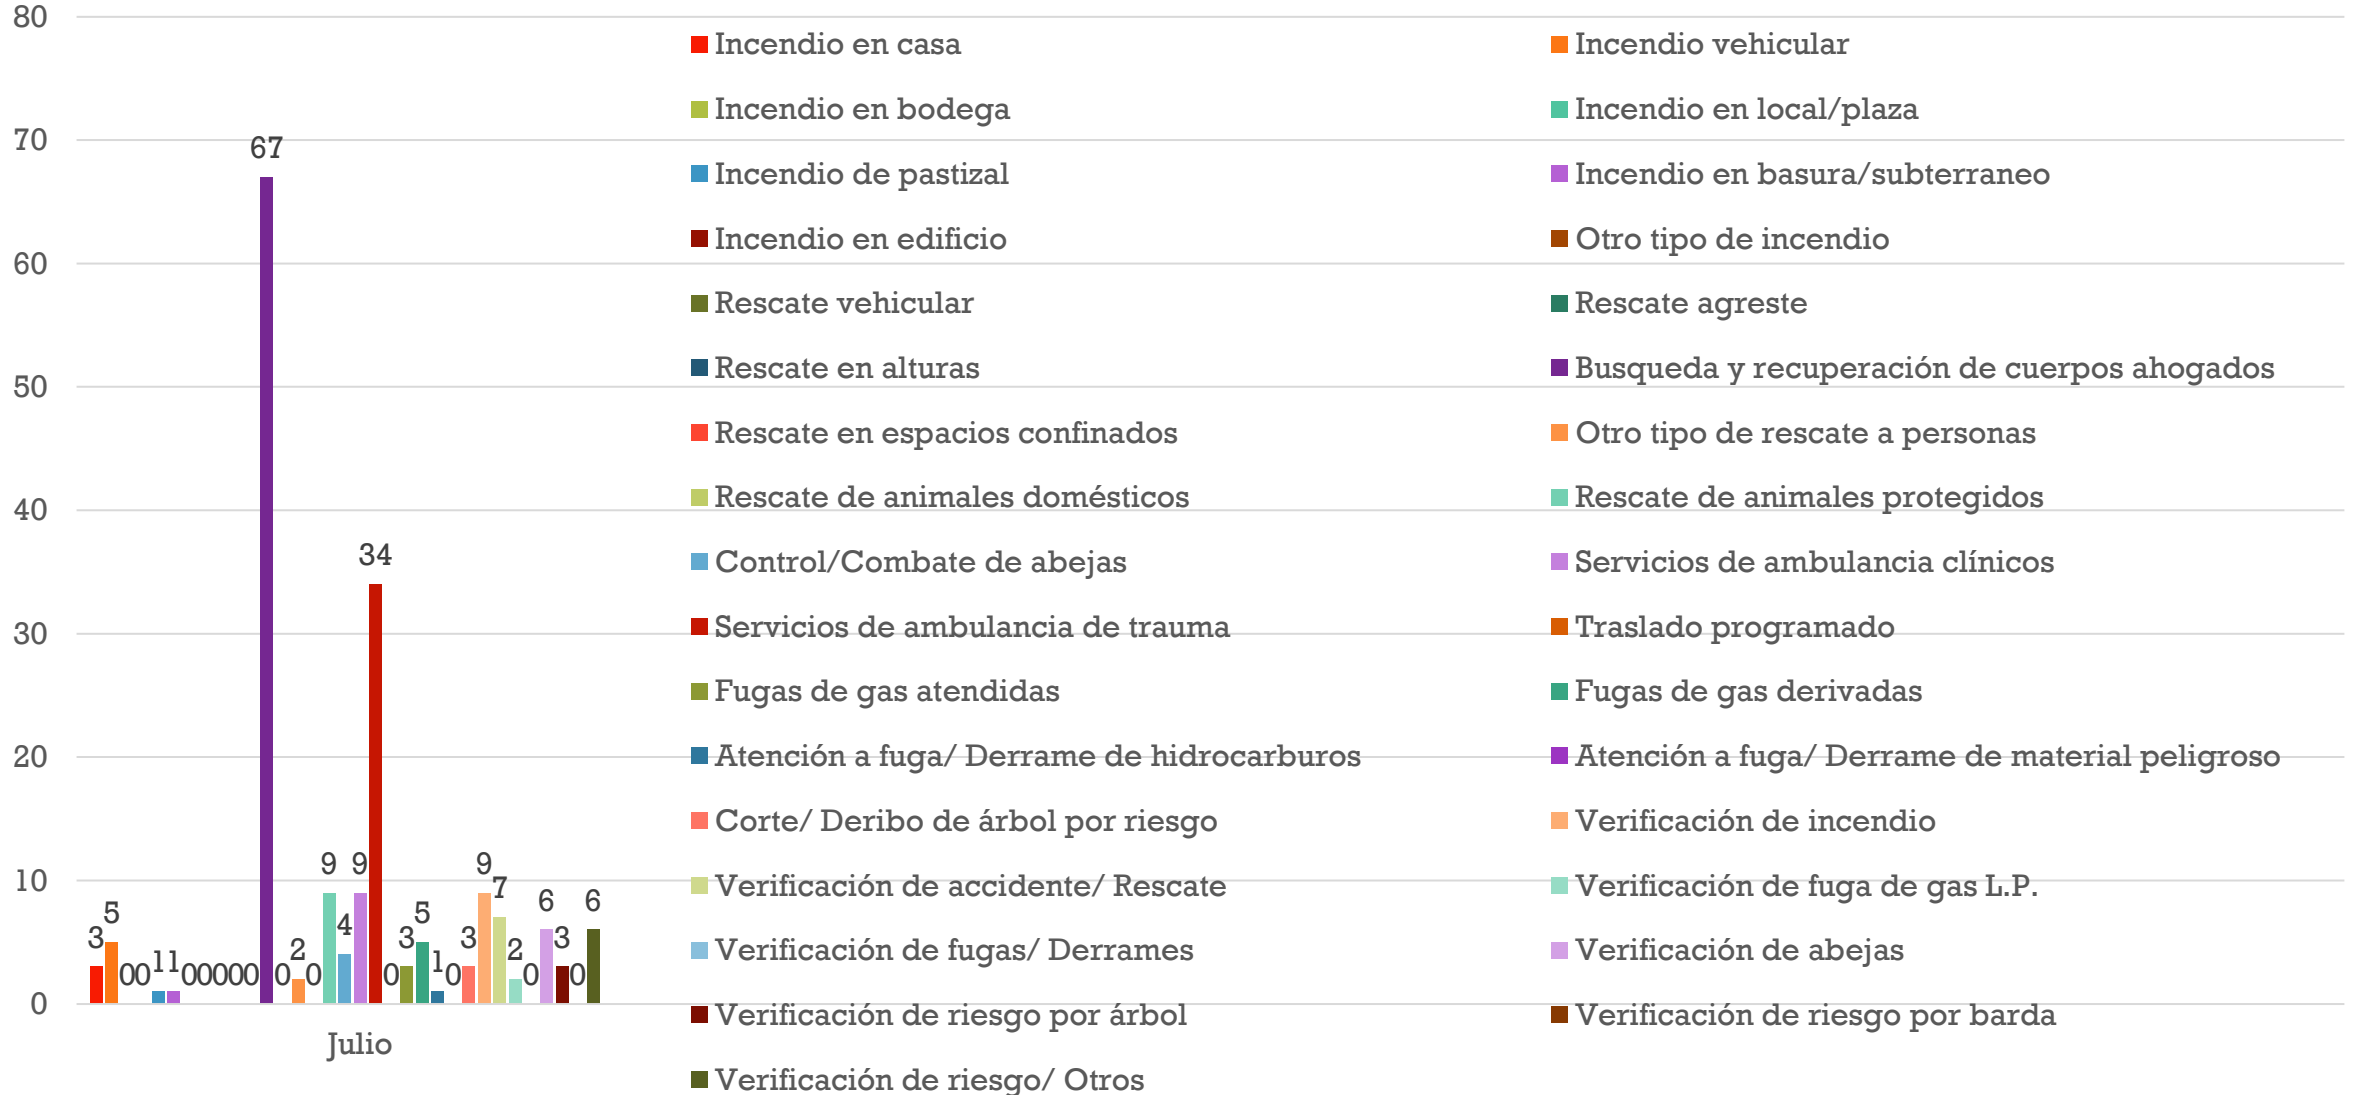 80
70
60
50
40
30
20
10
0
3
5
0
0
1
1
0
0
0
0
0
67
0
2
0
9
4
9
34
0
3
5
1
0
3
9
7
2
0
6
3
0
6
Julio
Incendio en casa
Incendio vehicular
Incendio en bodega
Incendio en local/plaza
Incendio de pastizal
Incendio en basura/subterraneo
Incendio en edificio
Otro tipo de incendio
Rescate vehicular
Rescate agreste
Rescate en alturas
Busqueda y recuperación de cuerpos ahogados
Rescate en espacios confinados
Otro tipo de rescate a personas
Rescate de animales domésticos
Rescate de animales protegidos
Control/Combate de abejas
Servicios de ambulancia clínicos
Servicios de ambulancia de trauma
Traslado programado
Fugas de gas atendidas
Fugas de gas derivadas
Atención a fuga/ Derrame de hidrocarburos
Atención a fuga/ Derrame de material peligroso
Corte/ Deribo de árbol por riesgo
Verificación de incendio
Verificación de accidente/ Rescate
Verificación de fuga de gas L.P.
Verificación de fugas/ Derrames
Verificación de abejas
Verificación de riesgo por árbol
Verificación de riesgo por barda
Verificación de riesgo/ Otros